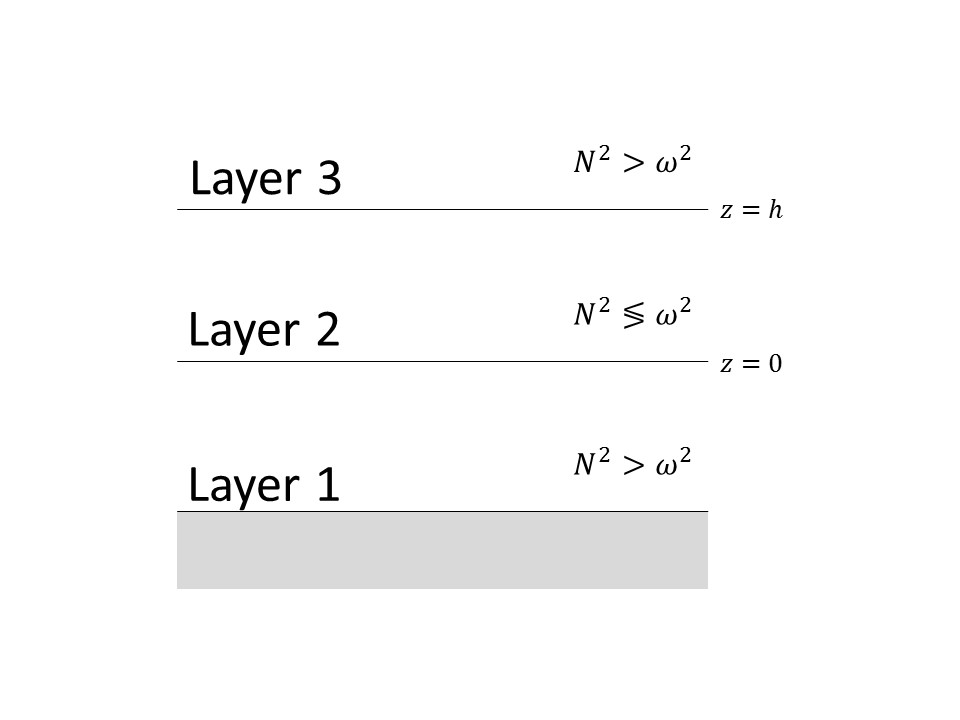 Layer 3 N² > ω²
z = h
Layer 2 N² ⋚ ω²
z = 0
Layer 1 N² > ω²